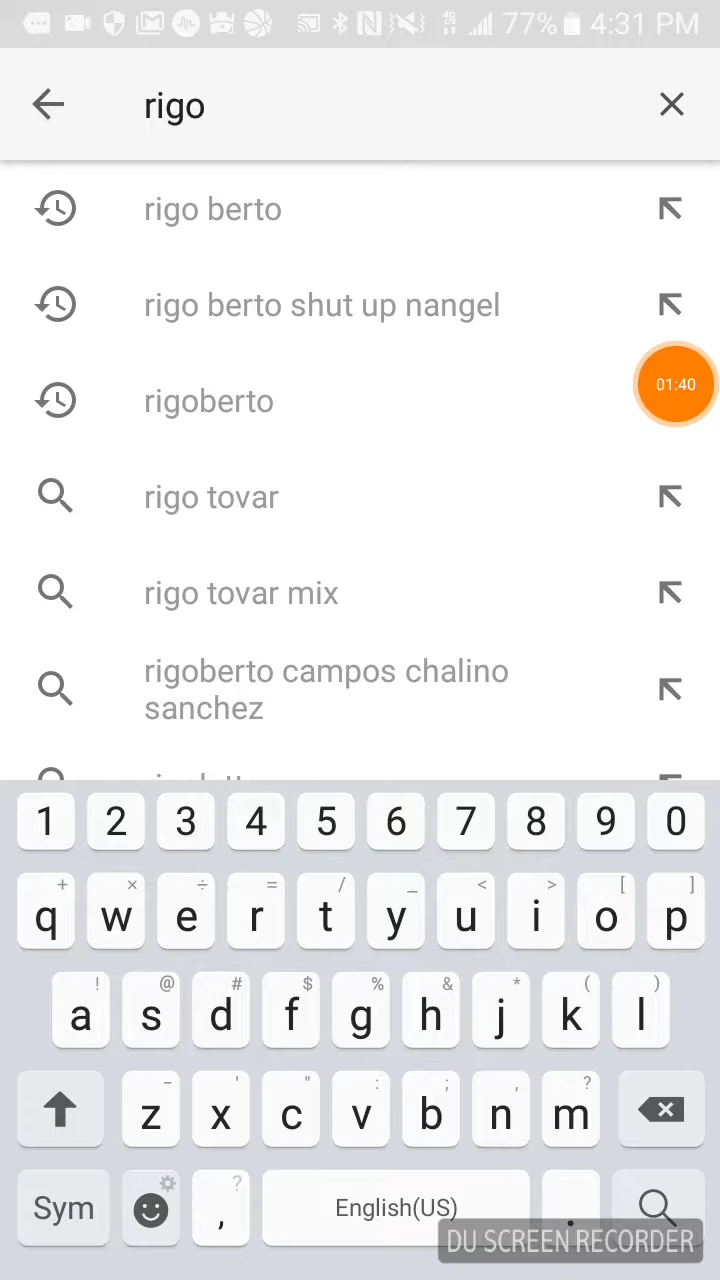 77% 4:31 PM
rigo
rigo berto
rigo berto shut up nangel
01:40
rigoberto
rigo tovar
rigo tovar mix
rigoberto campos chalino
sanchez
1 2 3 4 5 6 7 8 9 0
+ × ÷ = / _ < > [ ]
q w e r t y u i o p
! @ # $ % & * ( )
a s d f g h j k l
- ' " : ; , ?
z x c v b n m
?
Sym , English(US) .
DU SCREEN RECORDER